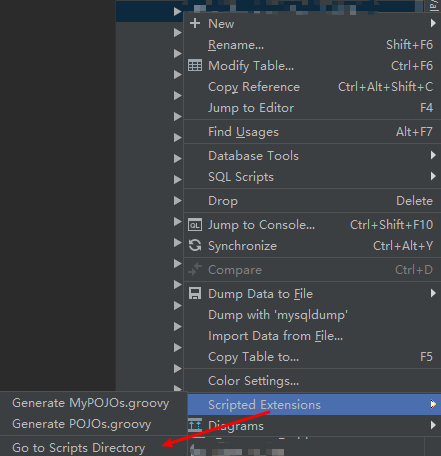 New
Rename... Shift+F6
Modify Table... Ctrl+F6
Copy Reference Ctrl+Alt+Shift+C
Jump to Editor F4
Find Usages Alt+F7
Database Tools
SQL Scripts
Drop Delete
QL Jump to Console... Ctrl+Shift+F10
Synchronize Ctrl+Alt+Y
Compare Ctrl+D
Dump Data to File
Dump with 'mysqldump'
Import Data from File...
Copy Table to... F5
Color Settings...
Scripted Extensions
Generate MyPOJOs.groovy
Generate POJOs.groovy
Diagrams
Go to Scripts Directory